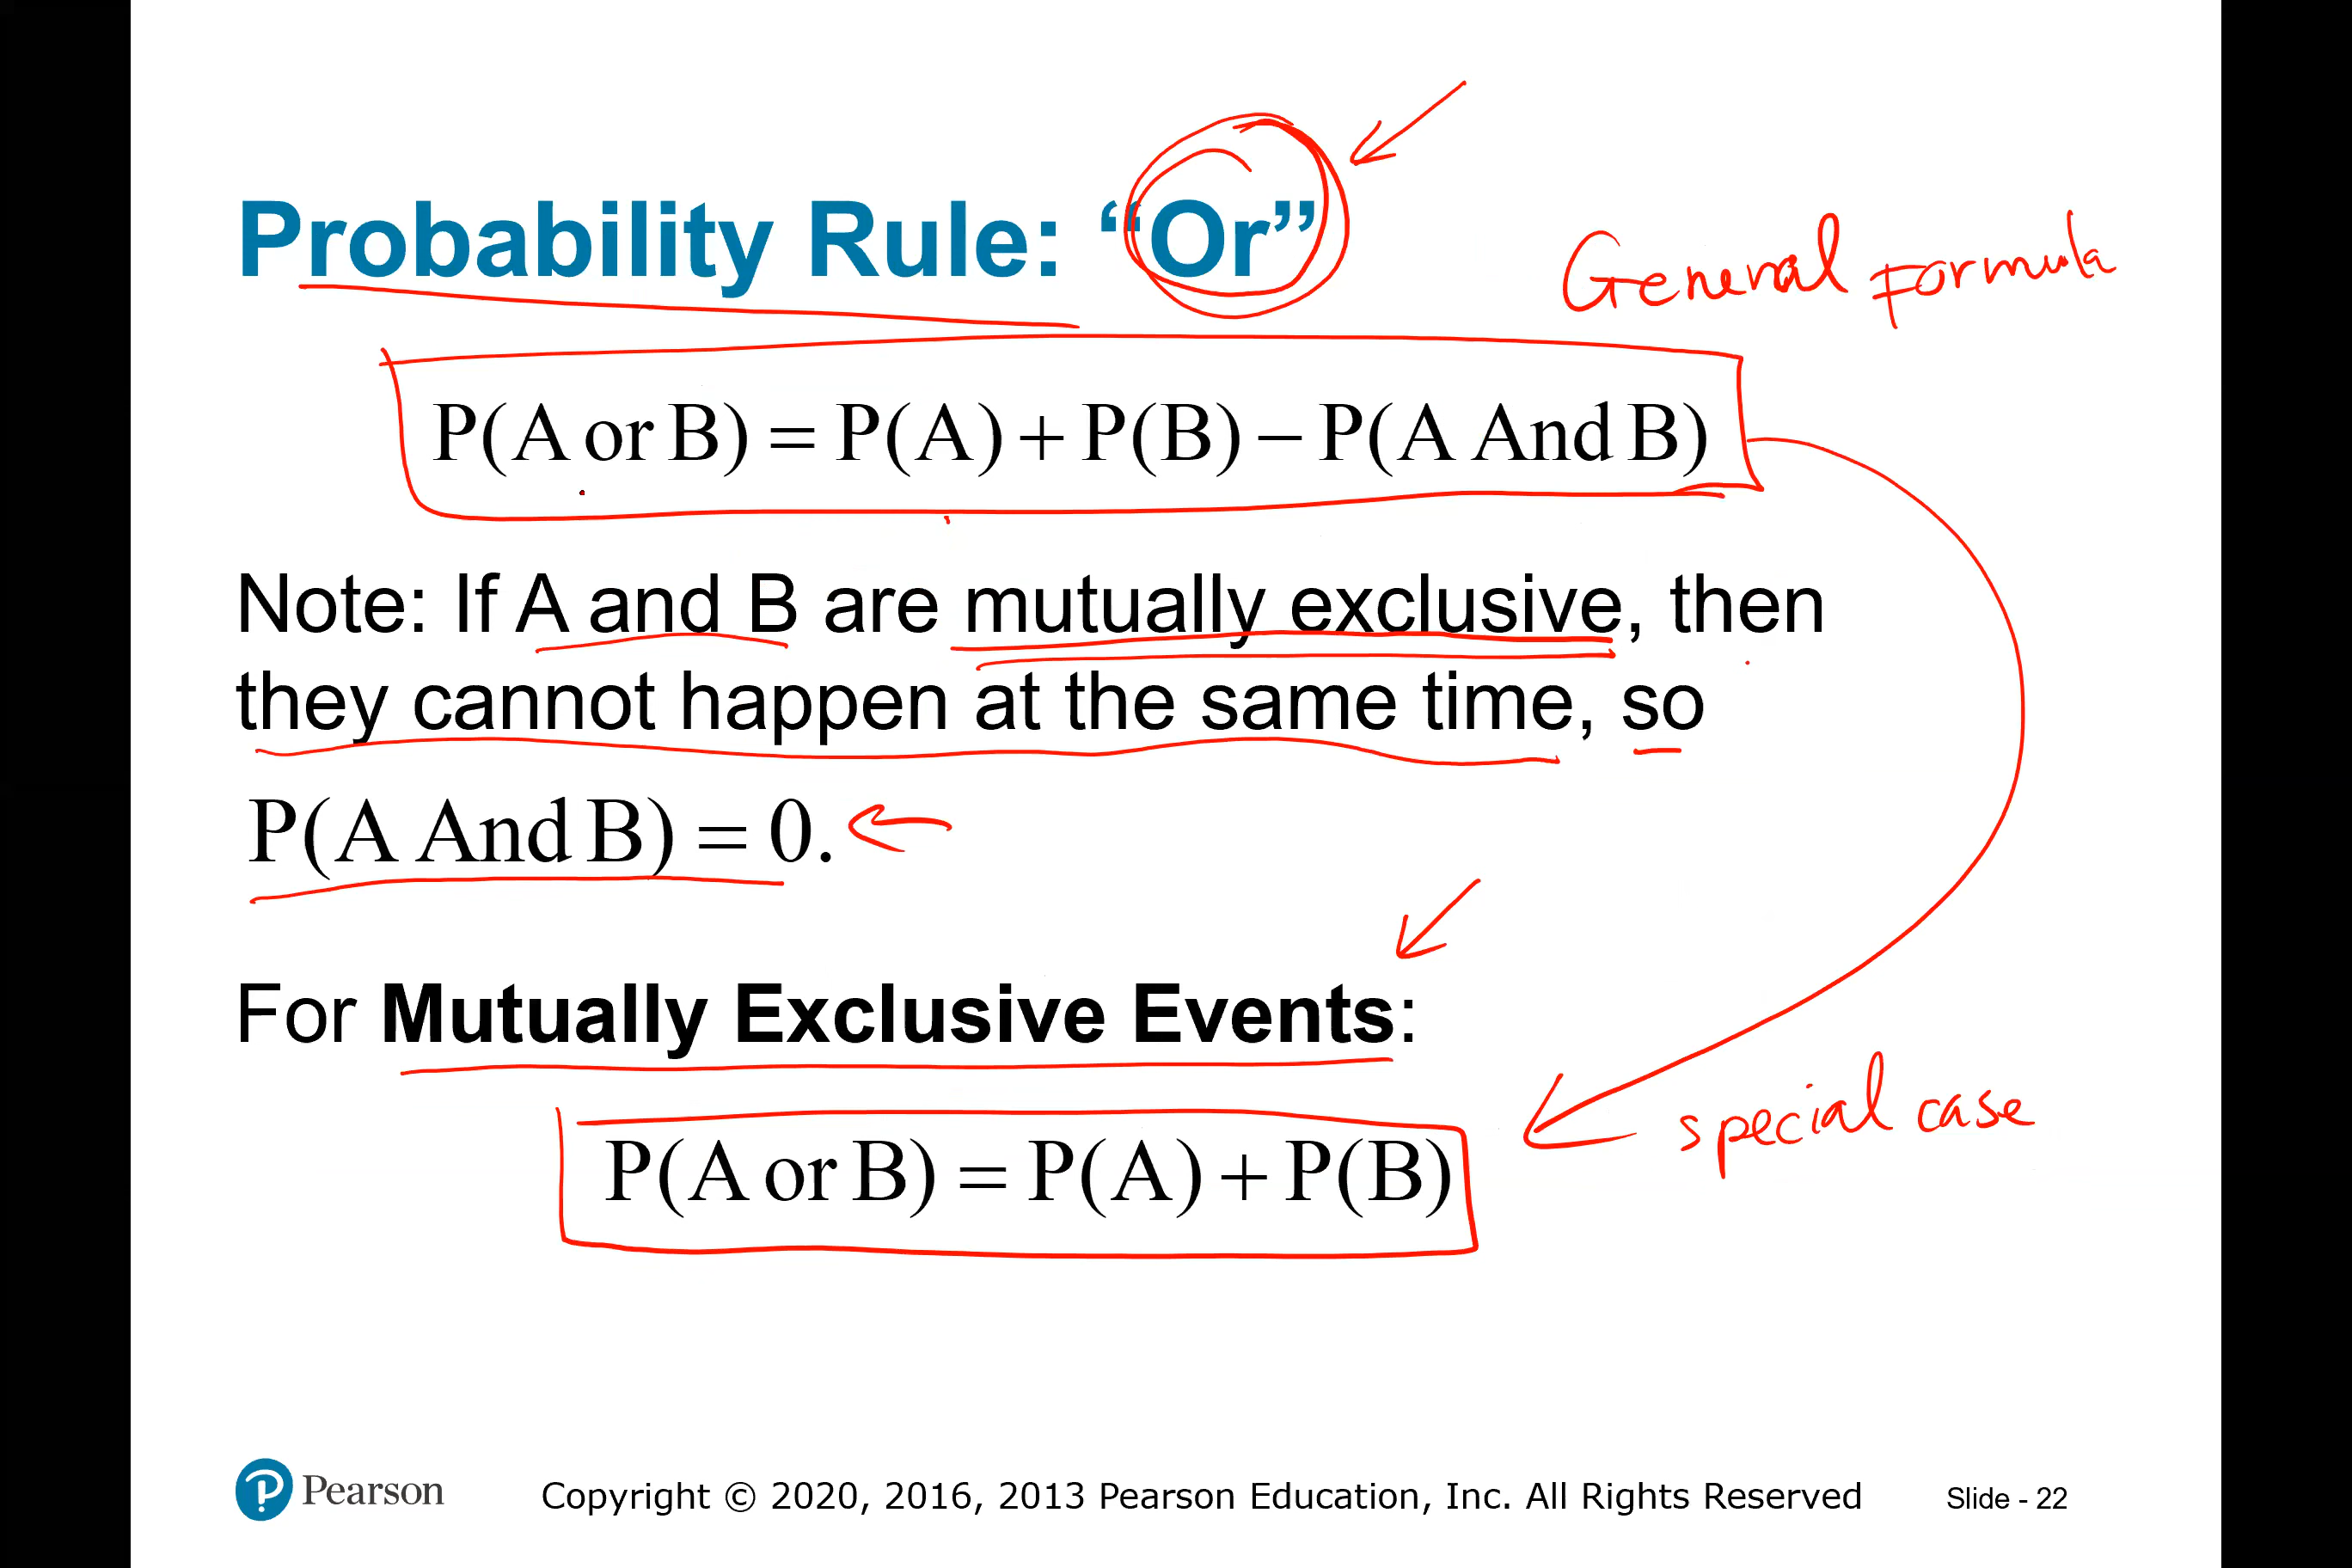 Probability Rule: “Or”
General Formula
P(A or B) = P(A) + P(B) − P(A And B)
Note: If A and B are mutually exclusive, then
they cannot happen at the same time, so
P(A And B) = 0.
For Mutually Exclusive Events:
special case
P(A or B) = P(A) + P(B)
Pearson Copyright © 2020, 2016, 2013 Pearson Education, Inc. All Rights Reserved Slide - 22